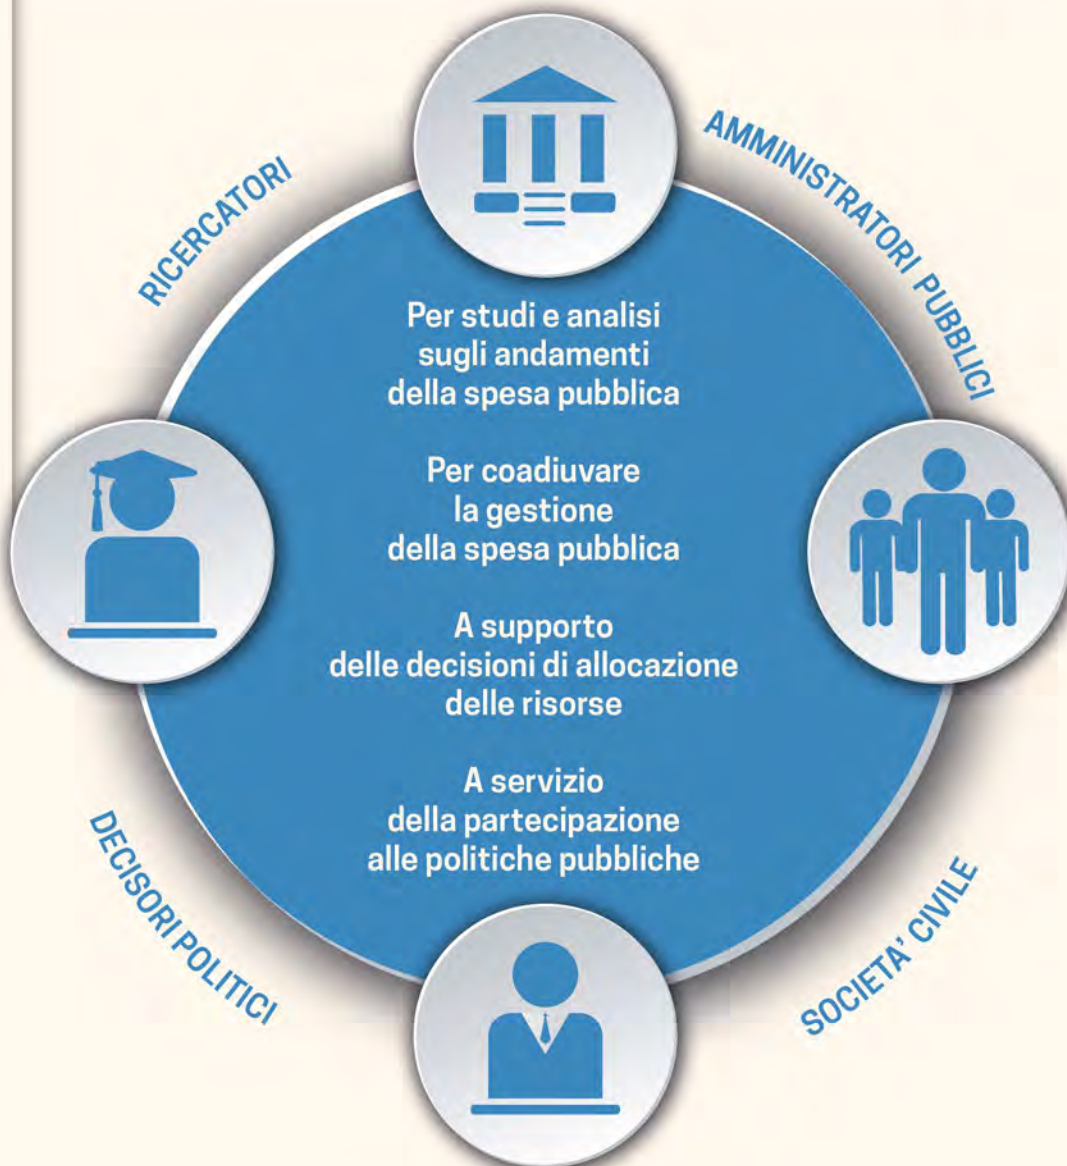 RICERCATORI
AMMINISTRATORI PUBBLICI
Per studi e analisi
sugli andamenti
della spesa pubblica
Per coadiuvare
la gestione
della spesa pubblica
A supporto
delle decisioni di allocazione
delle risorse
A servizio
della partecipazione
alle politiche pubbliche
DECISORI POLITICI
SOCIETA' CIVILE